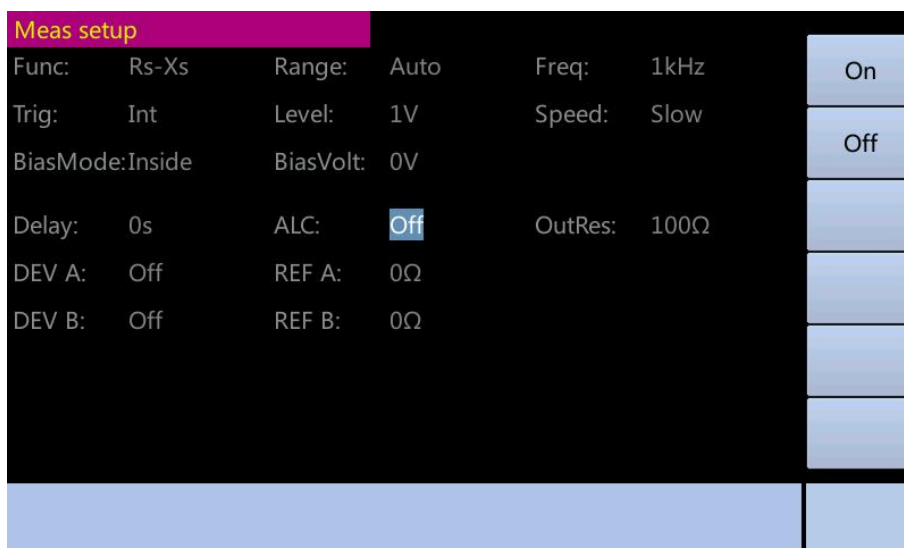 Meas setup
Func: Rs-Xs Range: Auto Freq: 1kHz
Trig: Int Level: 1V Speed: Slow
BiasMode:Inside BiasVolt: 0V
Delay: 0s ALC: Off OutRes: 100Ω
DEV A: Off REF A: 0Ω
DEV B: Off REF B: 0Ω
On
Off